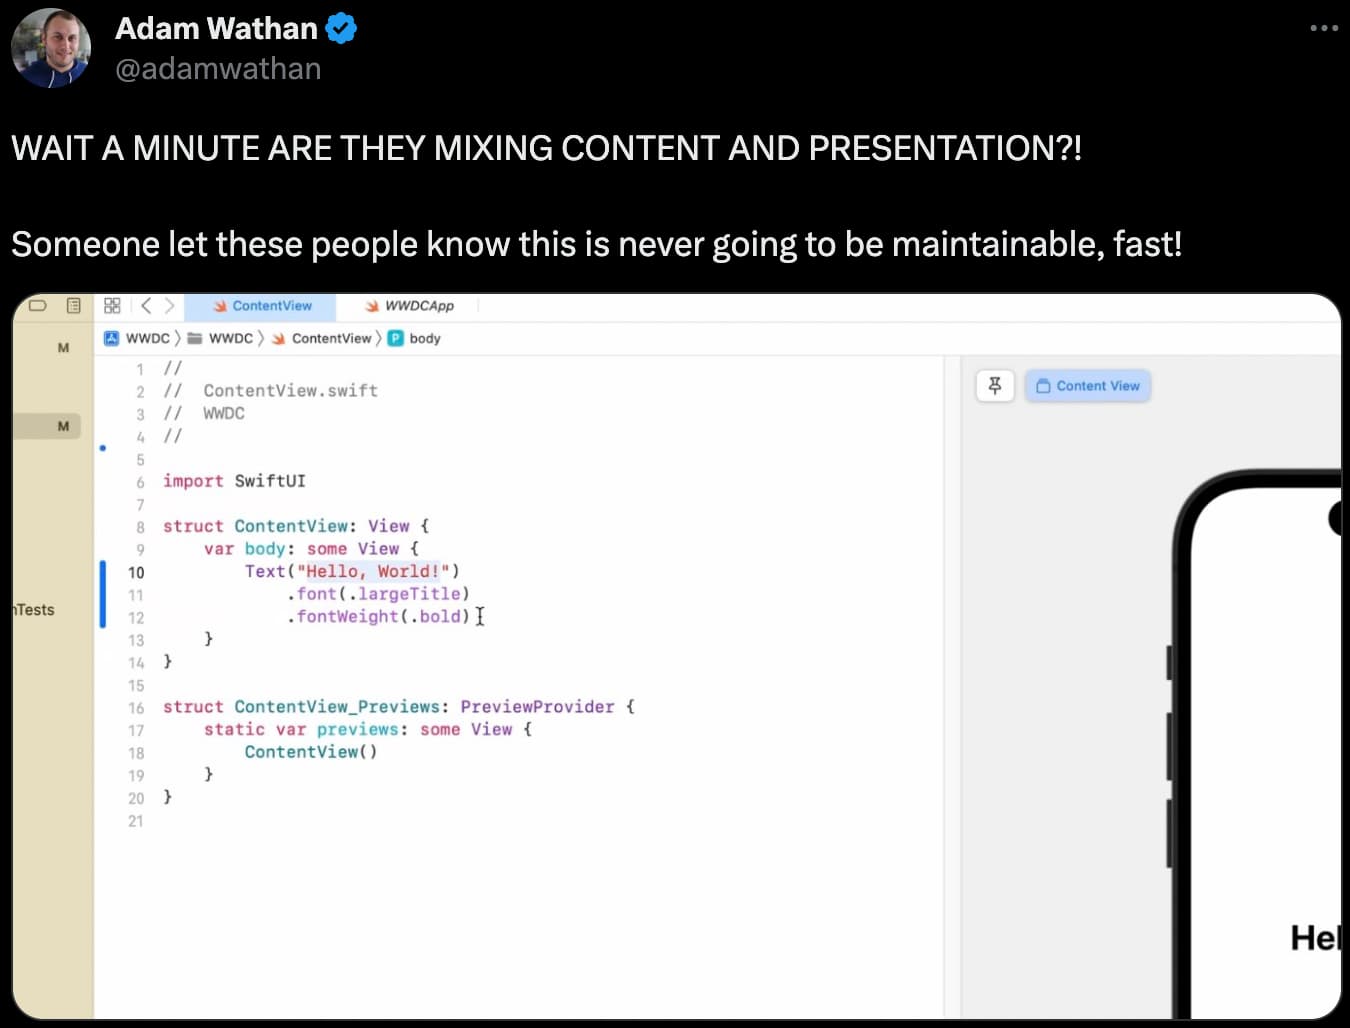 Adam Wathan
@adamwathan
WAIT A MINUTE ARE THEY MIXING CONTENT AND PRESENTATION?!
Someone let these people know this is never going to be maintainable, fast!
ContentView WWDCApp
WWDC WWDC ContentView P body
M
M
nTests
1 //
2 // ContentView.swift
3 // WWDC
4 //
5
6 import SwiftUI
7
8 struct ContentView: View {
9 var body: some View {
10 Text("Hello, World!")
11 .font(.largeTitle)
12 .fontWeight(.bold)
13 }
14 }
15
16 struct ContentView_Previews: PreviewProvider {
17 static var previews: some View {
18 ContentView()
19 }
20 }
21
Content View
Hel